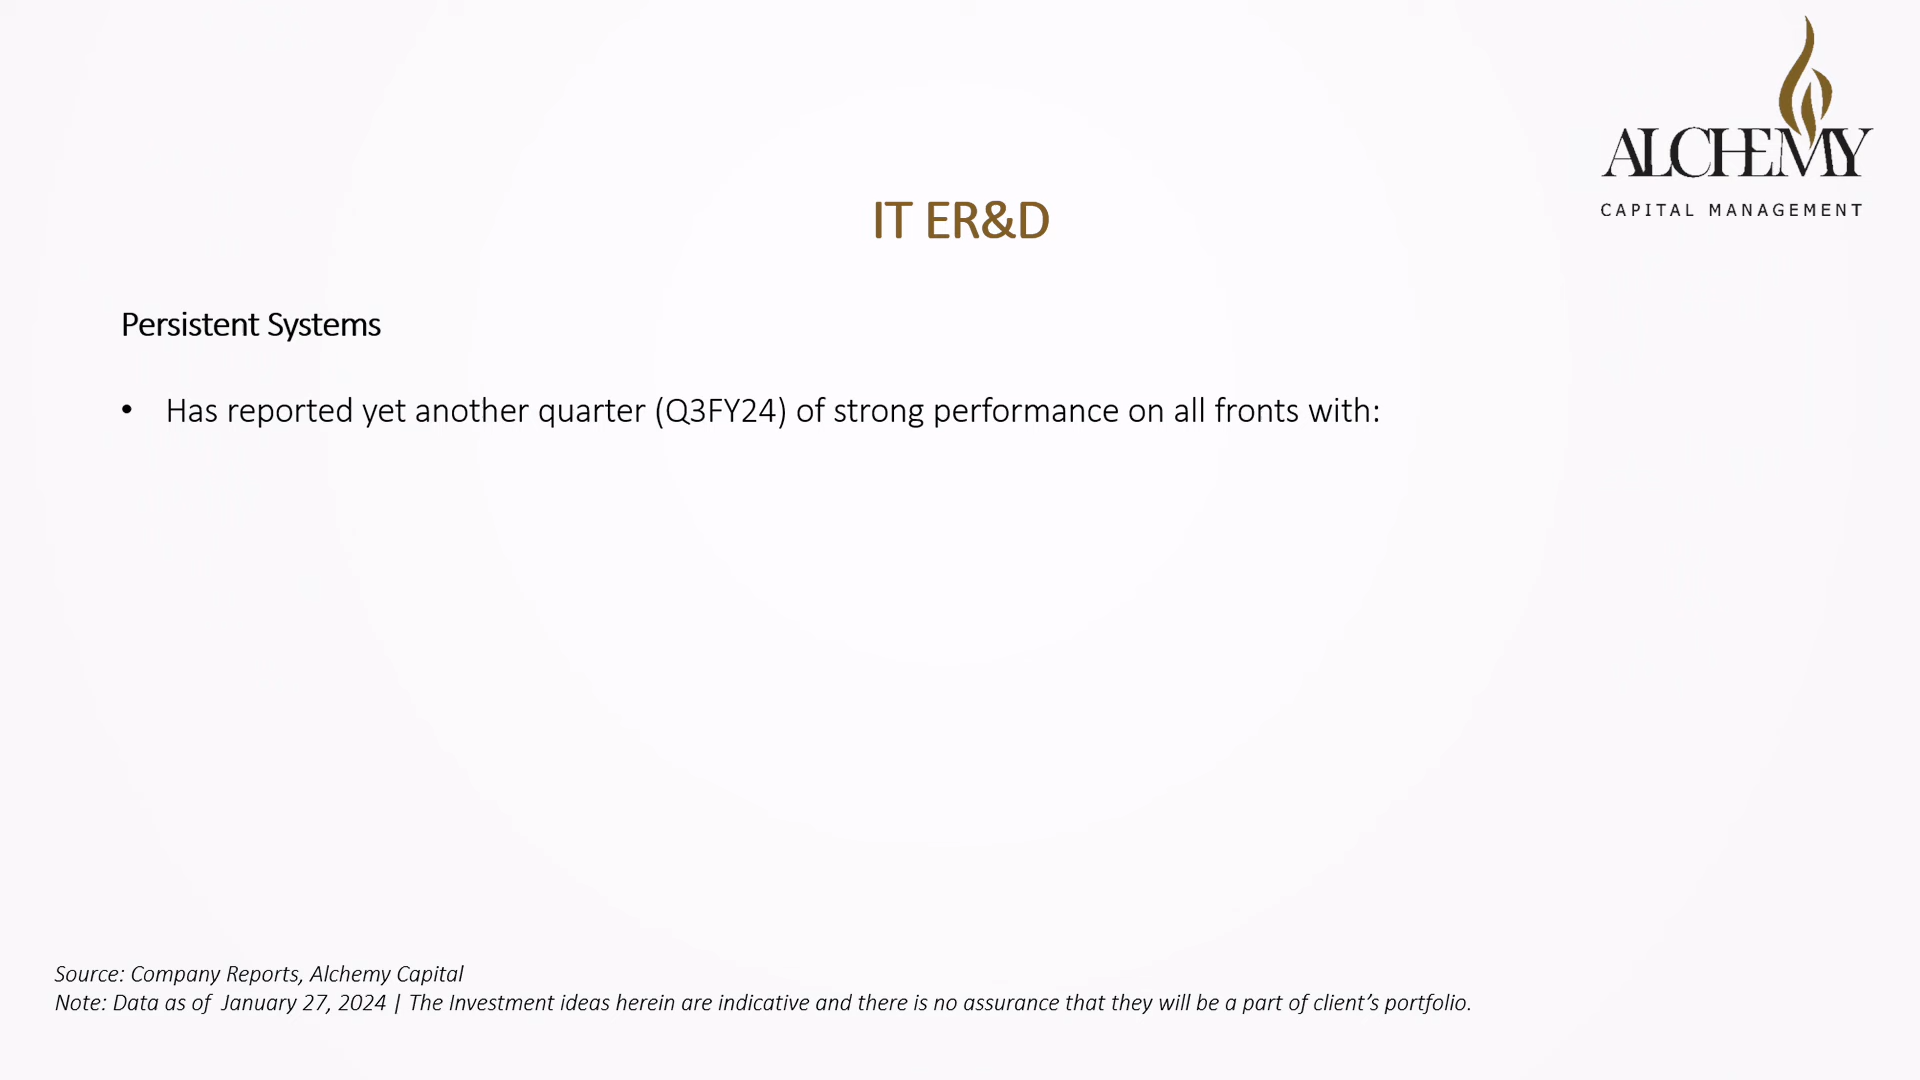 ALCHEMY
CAPITAL MANAGEMENT
IT ER&D
Persistent Systems
• Has reported yet another quarter (Q3FY24) of strong performance on all fronts with:
Source: Company Reports, Alchemy Capital
Note: Data as of January 27, 2024 | The Investment ideas herein are indicative and there is no assurance that they will be a part of client’s portfolio.